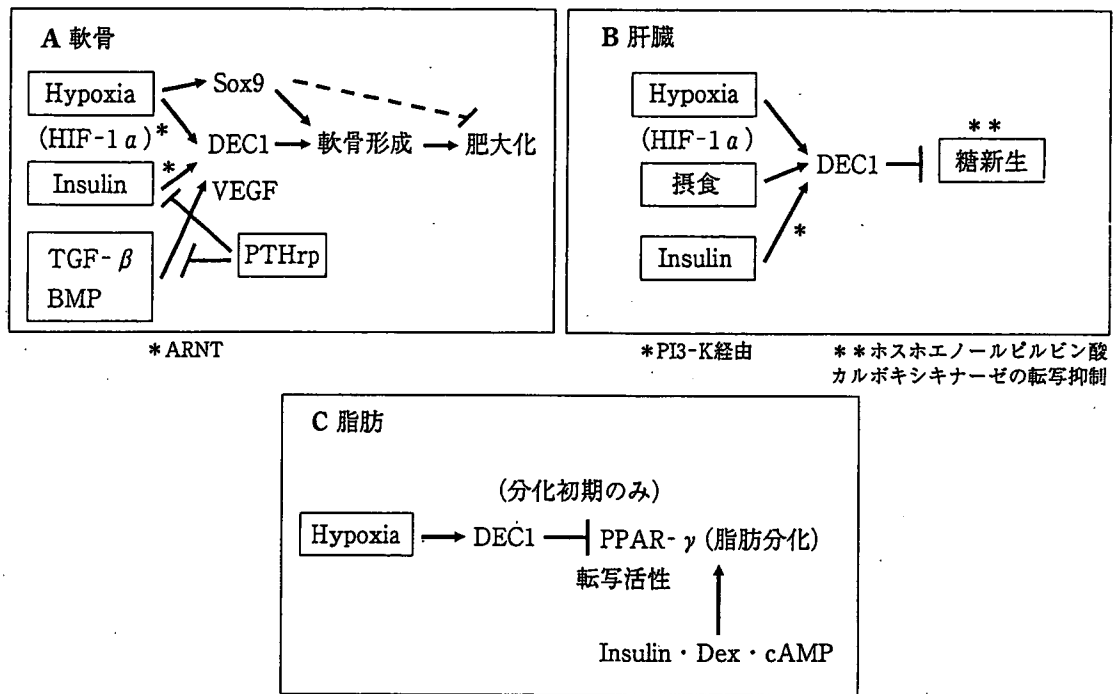 A 軟骨
Hypoxia
Sox9
(HIF-1α)*
DEC1
軟骨形成
肥大化
Insulin
*
VEGF
TGF-β
BMP
PTHrp
*ARNT
B 肝臓
Hypoxia
(HIF-1α)
**
摂食
DEC1
糖新生
*
Insulin
*PI3-K経由
**ホスホエノールピルビン酸
カルボキシキナーゼの転写抑制
C 脂肪
(分化初期のみ)
Hypoxia
DEC1
PPAR-γ (脂肪分化)
転写活性
Insulin・Dex・cAMP